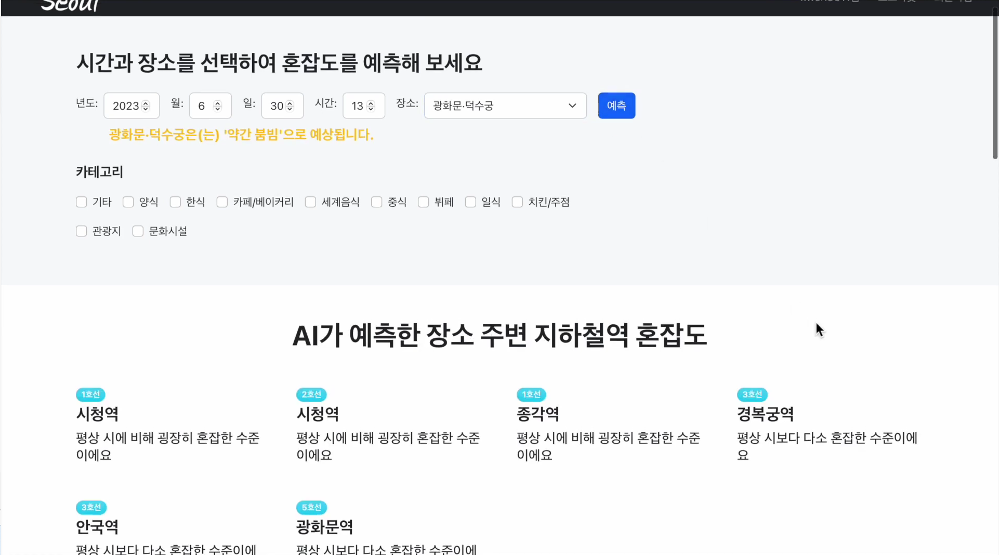 Seoul
시간과 장소를 선택하여 혼잡도를 예측해 보세요
년도: 2023 월: 6 일: 30 시간: 13 장소: 광화문·덕수궁 예측
광화문·덕수궁은(는) '약간 붐빔'으로 예상됩니다.
카테고리
기타 양식 한식 카페/베이커리 세계음식 중식 뷔페 일식 치킨/주점
관광지 문화시설
AI가 예측한 장소 주변 지하철역 혼잡도
1호선
시청역
평상 시에 비해 굉장히 혼잡한 수준
이에요
2호선
시청역
평상 시에 비해 굉장히 혼잡한 수준
이에요
1호선
종각역
평상 시에 비해 굉장히 혼잡한 수준
이에요
3호선
경복궁역
평상 시보다 다소 혼잡한 수준이에
요
3호선
안국역
평상 시보다 다소 혼잡한 수준이에
5호선
광화문역
평상 시보다 다소 혼잡한 수준이에